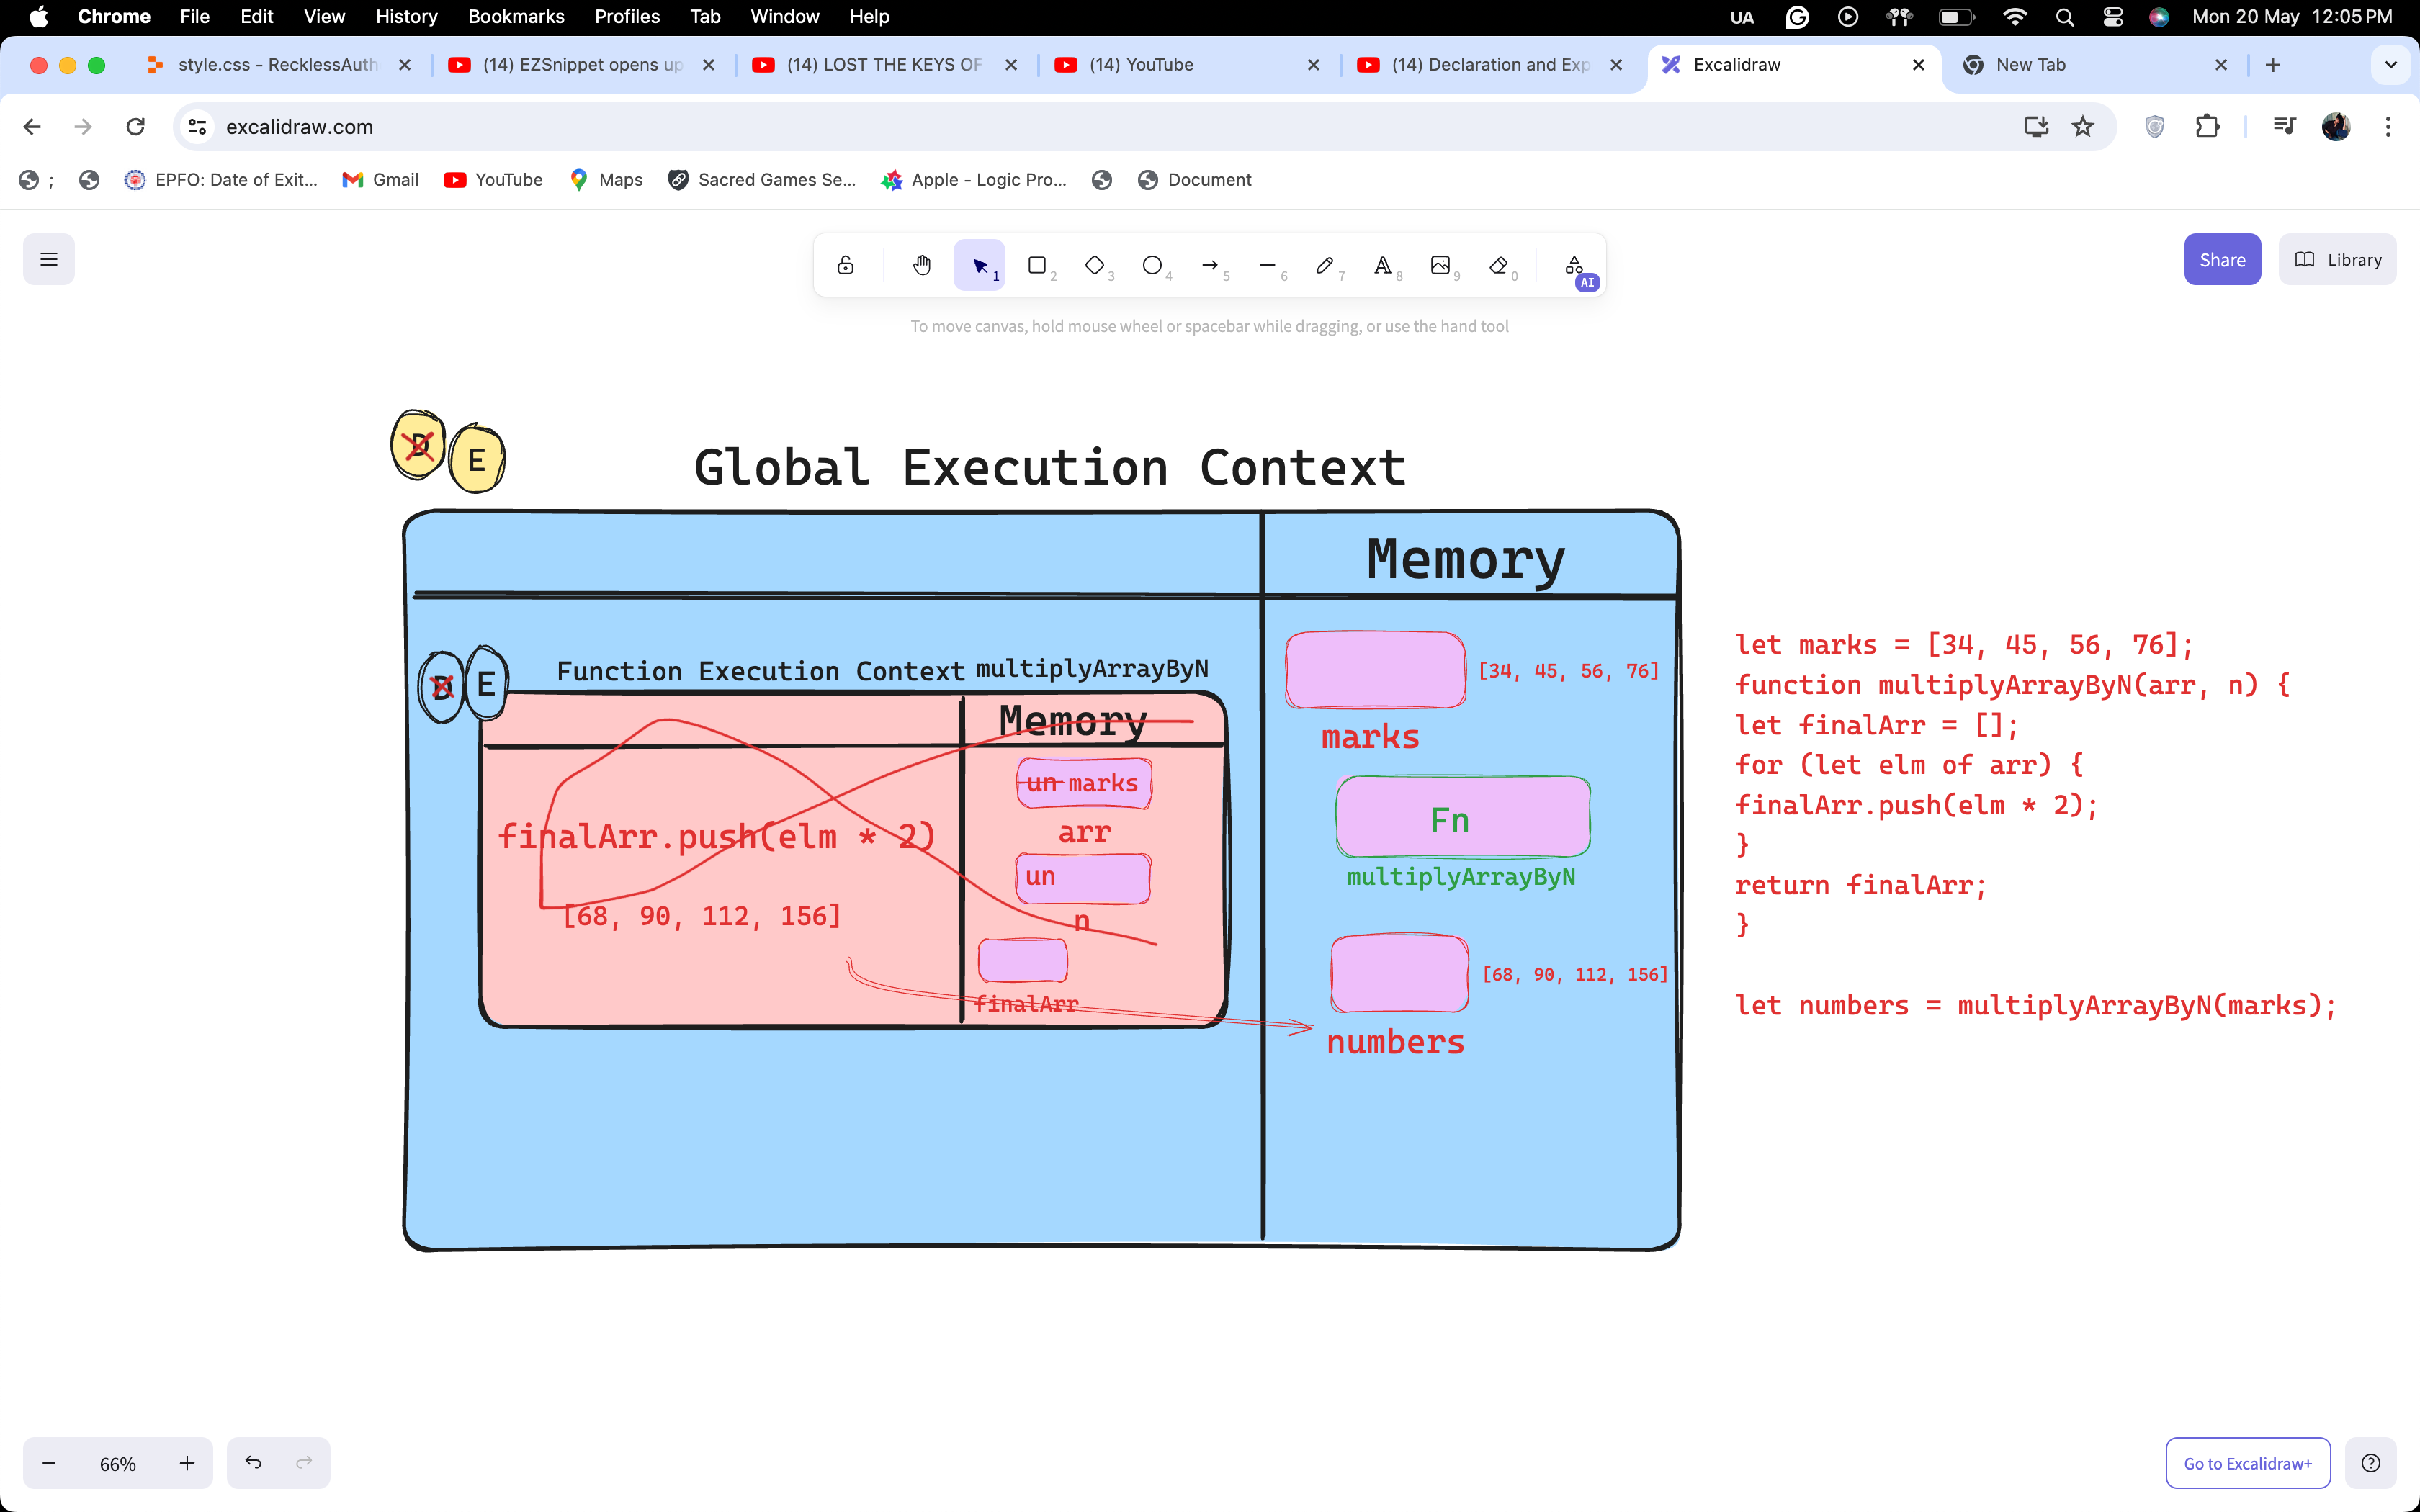 Chrome File Edit View History Bookmarks Profiles Tab Window Help UA Mon 20 May 12:05 PM
style.css - RecklessAuth (14) EZSnippet opens up (14) LOST THE KEYS OF (14) YouTube (14) Declaration and Exp Excalidraw New Tab
excalidraw.com
; EPFO: Date of Exit... Gmail YouTube Maps Sacred Games Se... Apple - Logic Pro... Document
1 2 3 4 5 6 7 8 9 0 AI
Share Library
To move canvas, hold mouse wheel or spacebar while dragging, or use the hand tool
D E
Global Execution Context
Memory
D E Function Execution Context multiplyArrayByN
Memory
un marks
arr
finalArr.push(elm * 2)
un
n
[68, 90, 112, 156]
finalArr
[34, 45, 56, 76]
marks
Fn
multiplyArrayByN
[68, 90, 112, 156]
numbers
let marks = [34, 45, 56, 76];
function multiplyArrayByN(arr, n) {
let finalArr = [];
for (let elm of arr) {
finalArr.push(elm * 2);
}
return finalArr;
}
let numbers = multiplyArrayByN(marks);
66%
Go to Excalidraw+